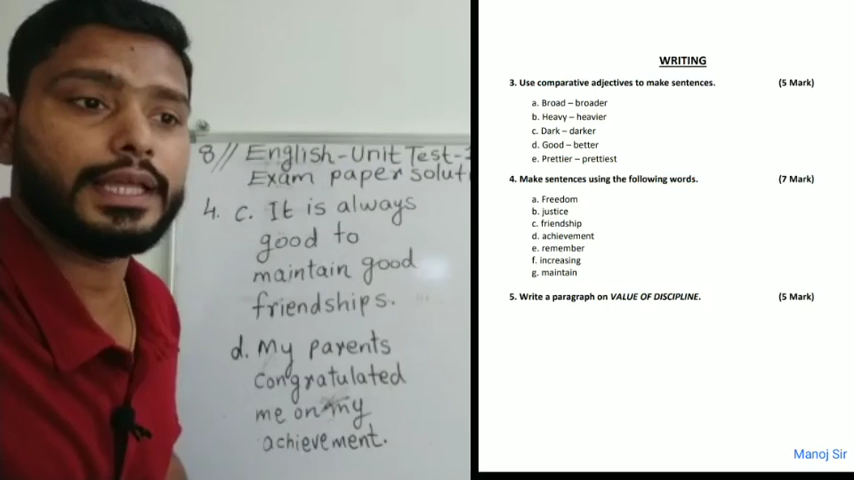 8// English-Unit Test-
Exam paper solut
4. c. It is always
good to
maintain good
friendships.
d. My parents
congratulated
me on my
achievement.
WRITING
3. Use comparative adjectives to make sentences. (5 Mark)
a. Broad – broader
b. Heavy – heavier
c. Dark – darker
d. Good – better
e. Prettier – prettiest
4. Make sentences using the following words. (7 Mark)
a. Freedom
b. justice
c. friendship
d. achievement
e. remember
f. increasing
g. maintain
5. Write a paragraph on VALUE OF DISCIPLINE. (5 Mark)
Manoj Sir